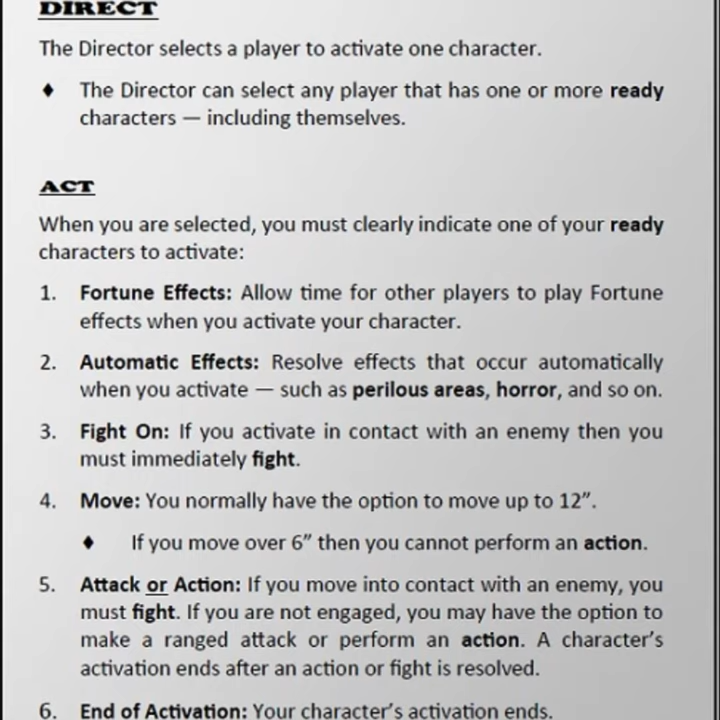 DIRECT
The Director selects a player to activate one character.
♦ The Director can select any player that has one or more ready
characters — including themselves.
ACT
When you are selected, you must clearly indicate one of your ready
characters to activate:
1. Fortune Effects: Allow time for other players to play Fortune
effects when you activate your character.
2. Automatic Effects: Resolve effects that occur automatically
when you activate — such as perilous areas, horror, and so on.
3. Fight On: If you activate in contact with an enemy then you
must immediately fight.
4. Move: You normally have the option to move up to 12”.
♦ If you move over 6” then you cannot perform an action.
5. Attack or Action: If you move into contact with an enemy, you
must fight. If you are not engaged, you may have the option to
make a ranged attack or perform an action. A character’s
activation ends after an action or fight is resolved.
6. End of Activation: Your character’s activation ends.